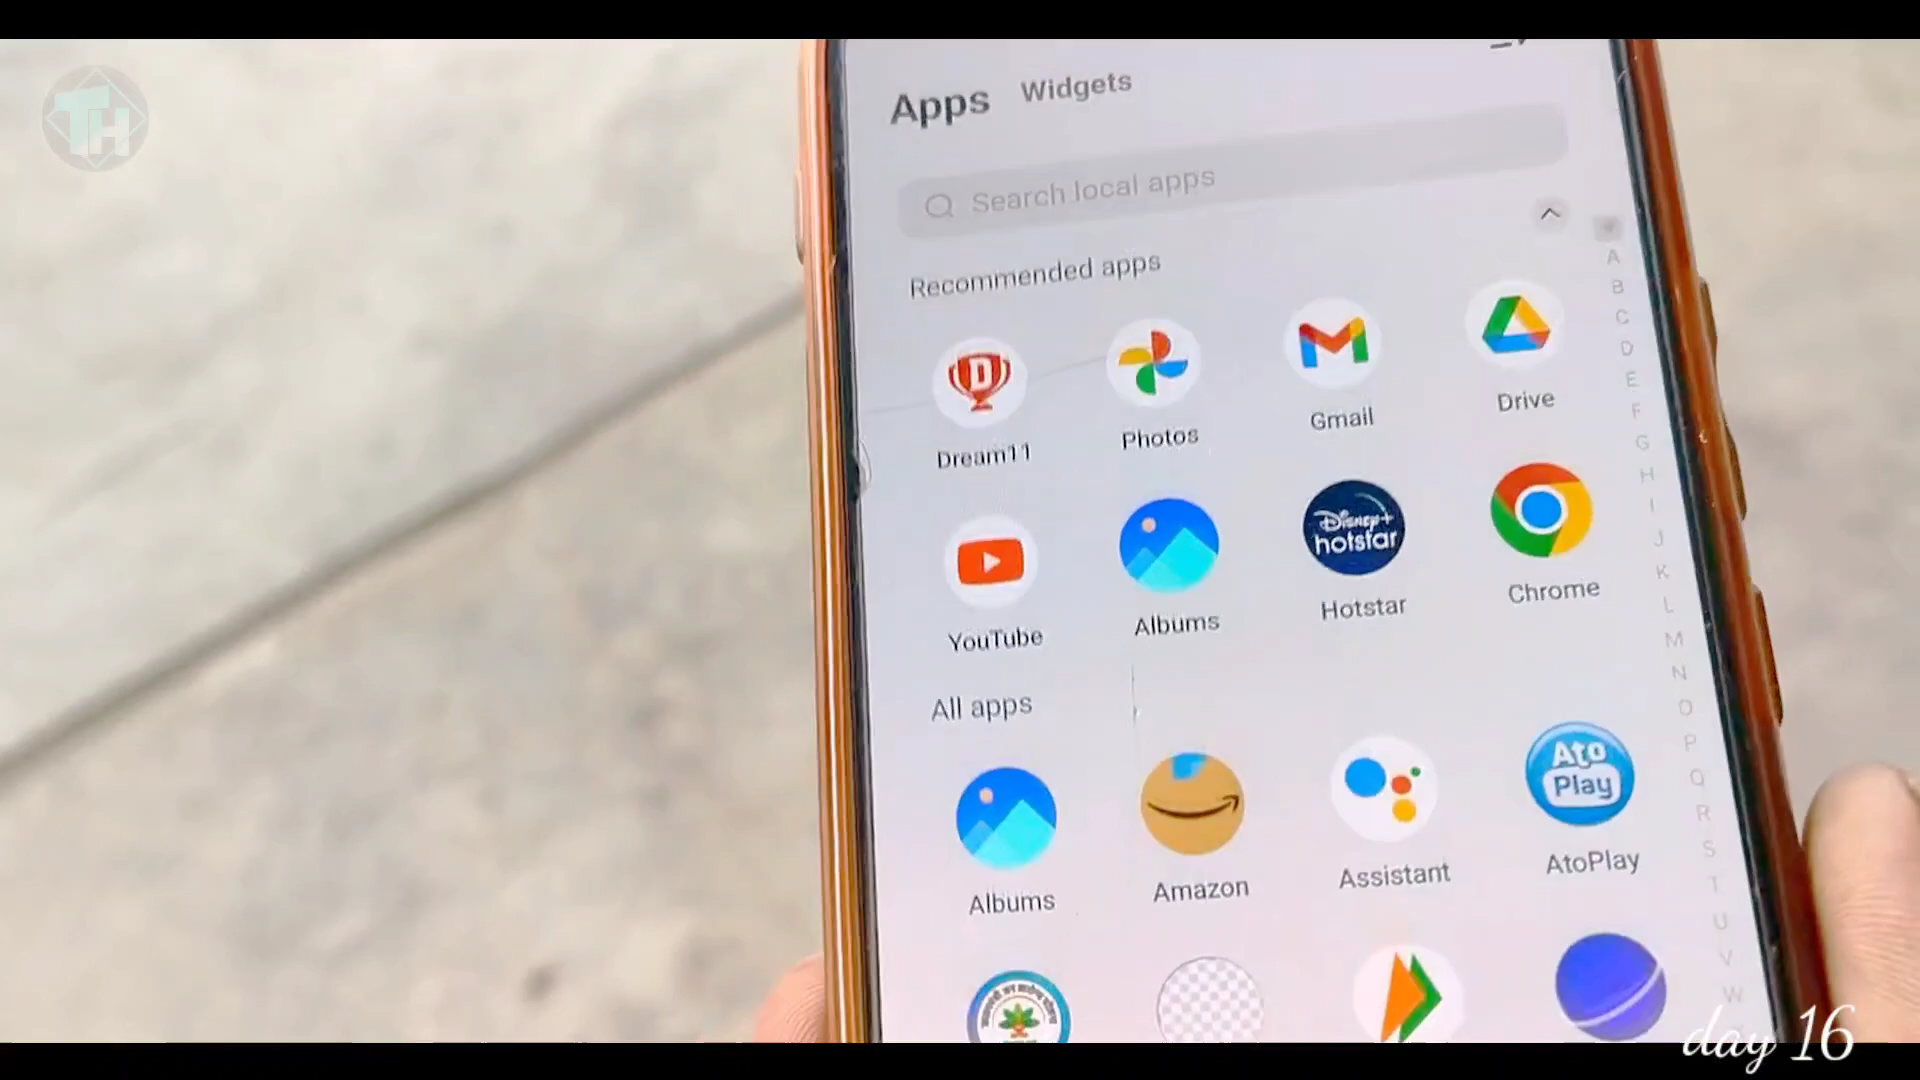 TH
Apps Widgets
Search local apps
Recommended apps
D
Dream11 Photos Gmail Drive
Disney+
hotstar
YouTube Albums Hotstar Chrome
All apps
Ato
Play
Albums Amazon Assistant AtoPlay
A
B
C
D
E
F
G
H
I
J
K
L
M
N
O
P
Q
R
S
T
U
V
W
day 16